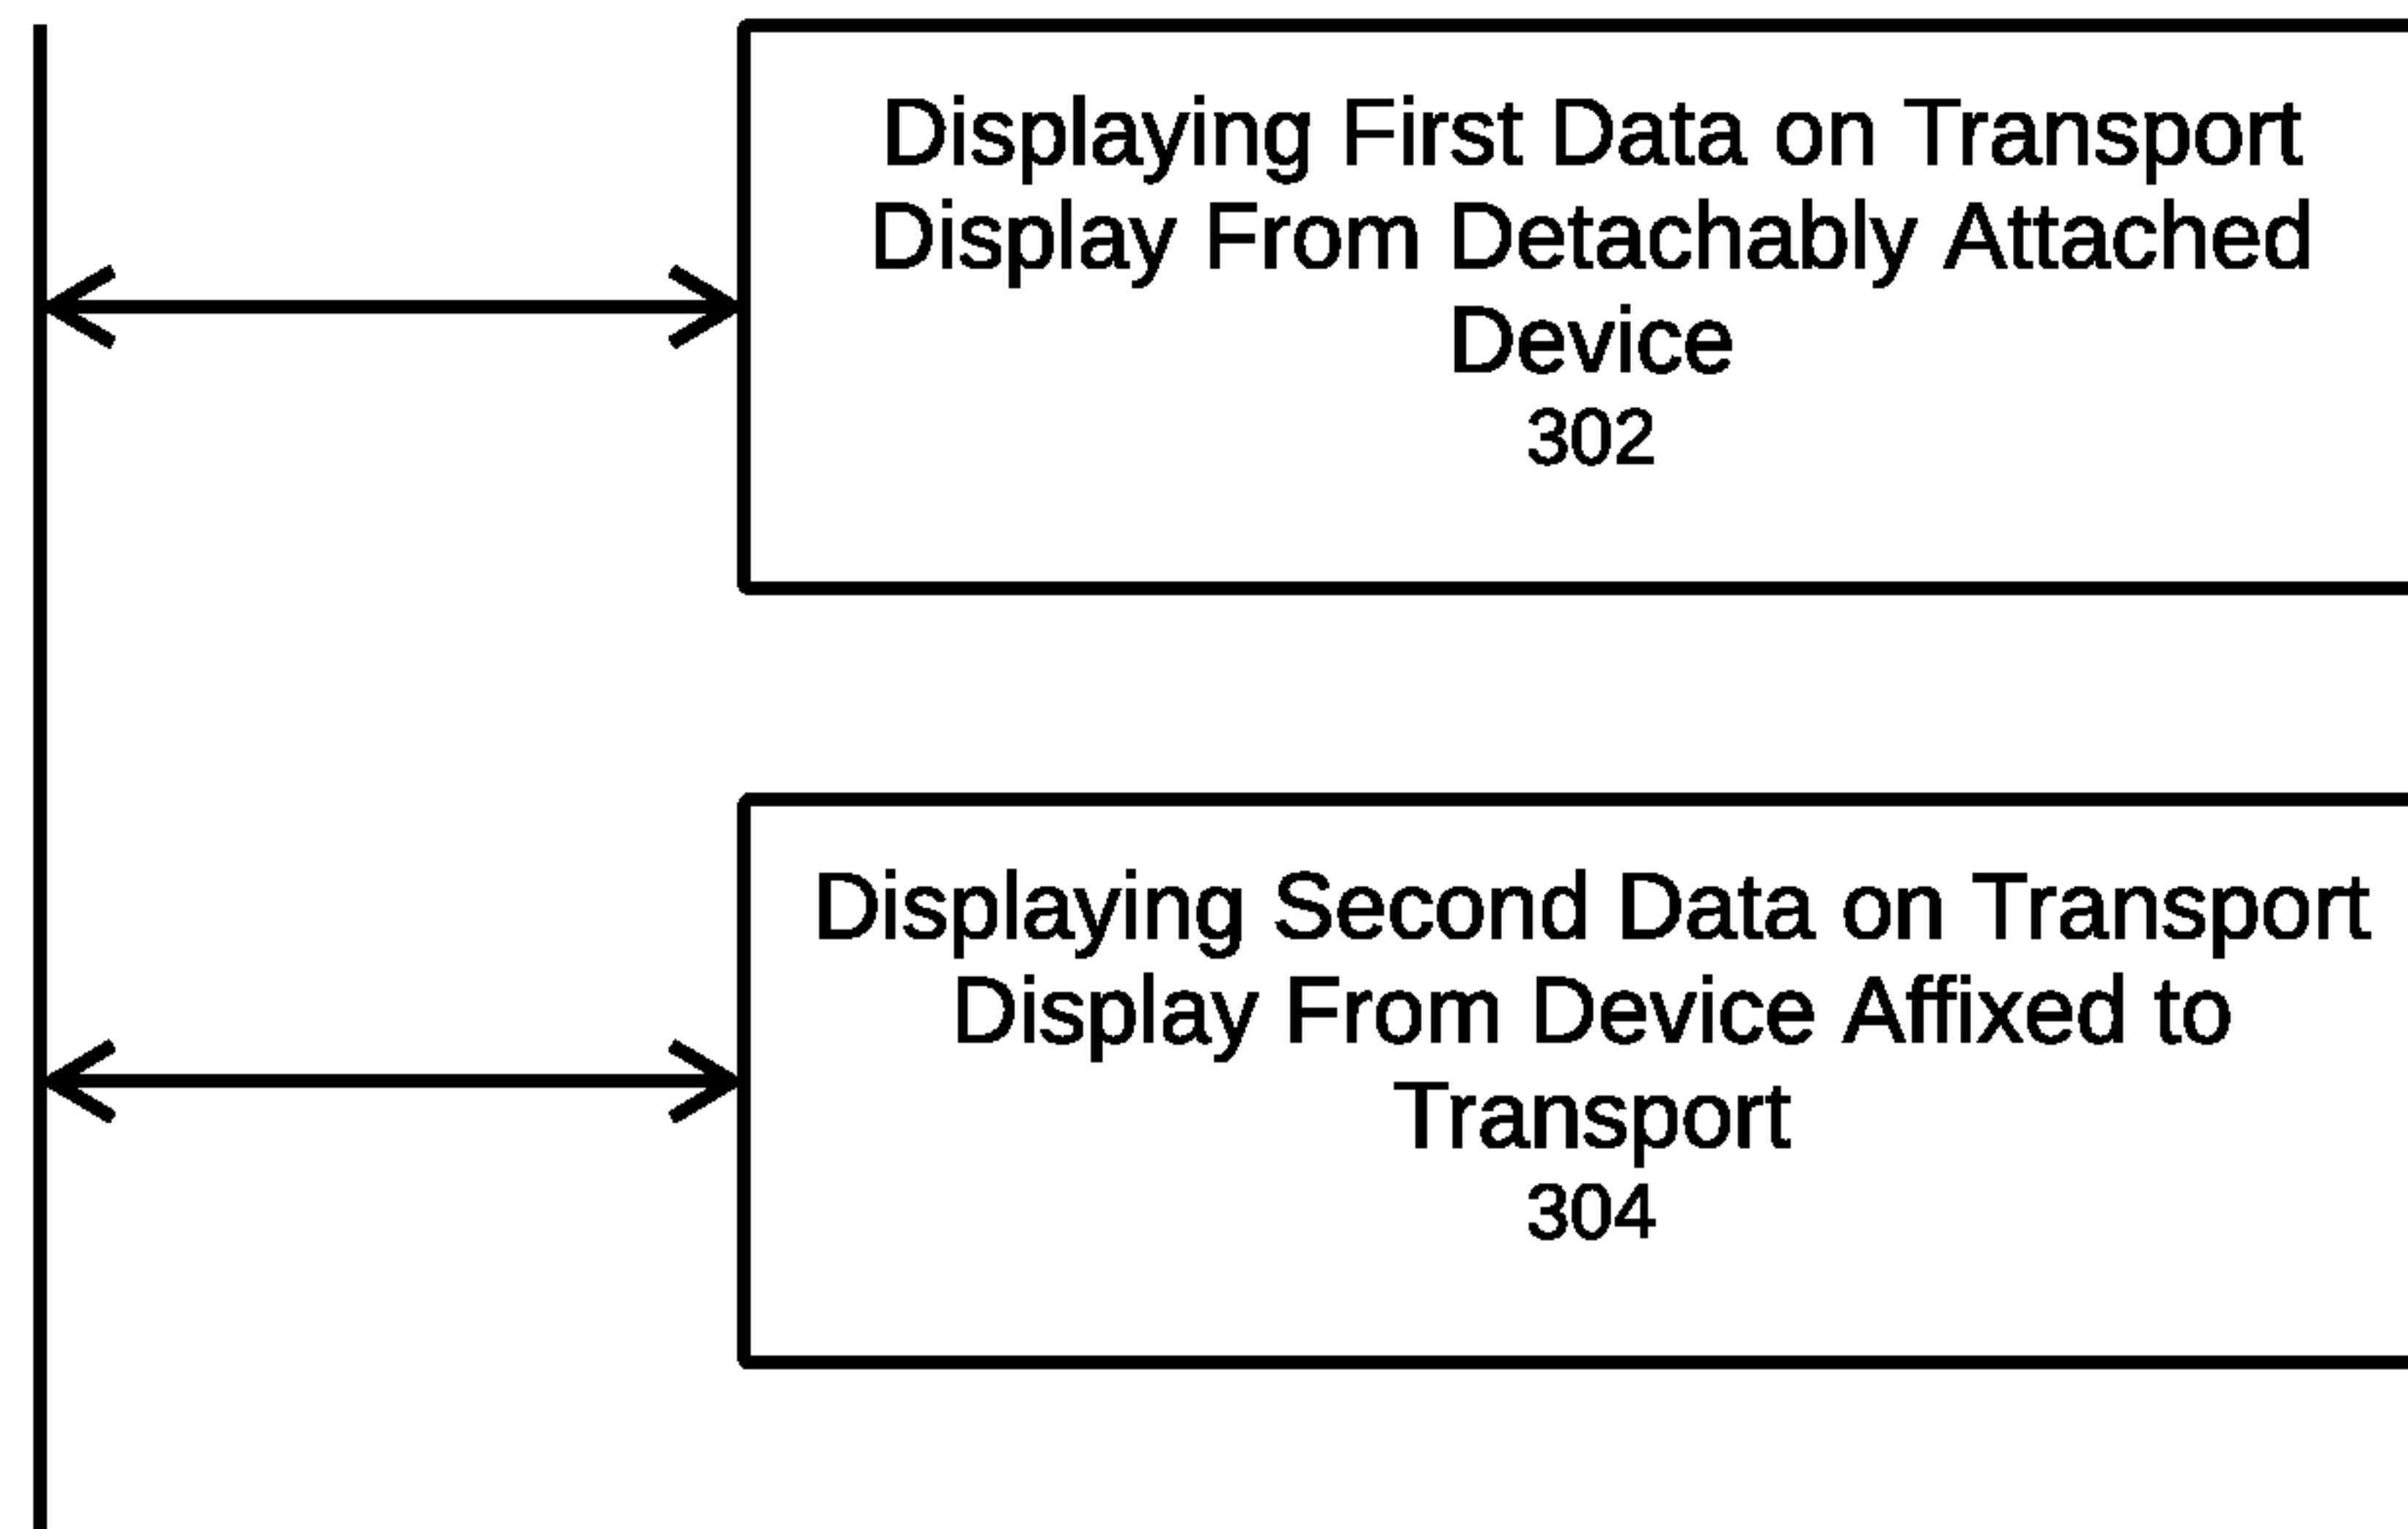 Displaying First Data on Transport
Display From Detachably Attached
Device
302
Displaying Second Data on Transport
Display From Device Affixed to
Transport
304